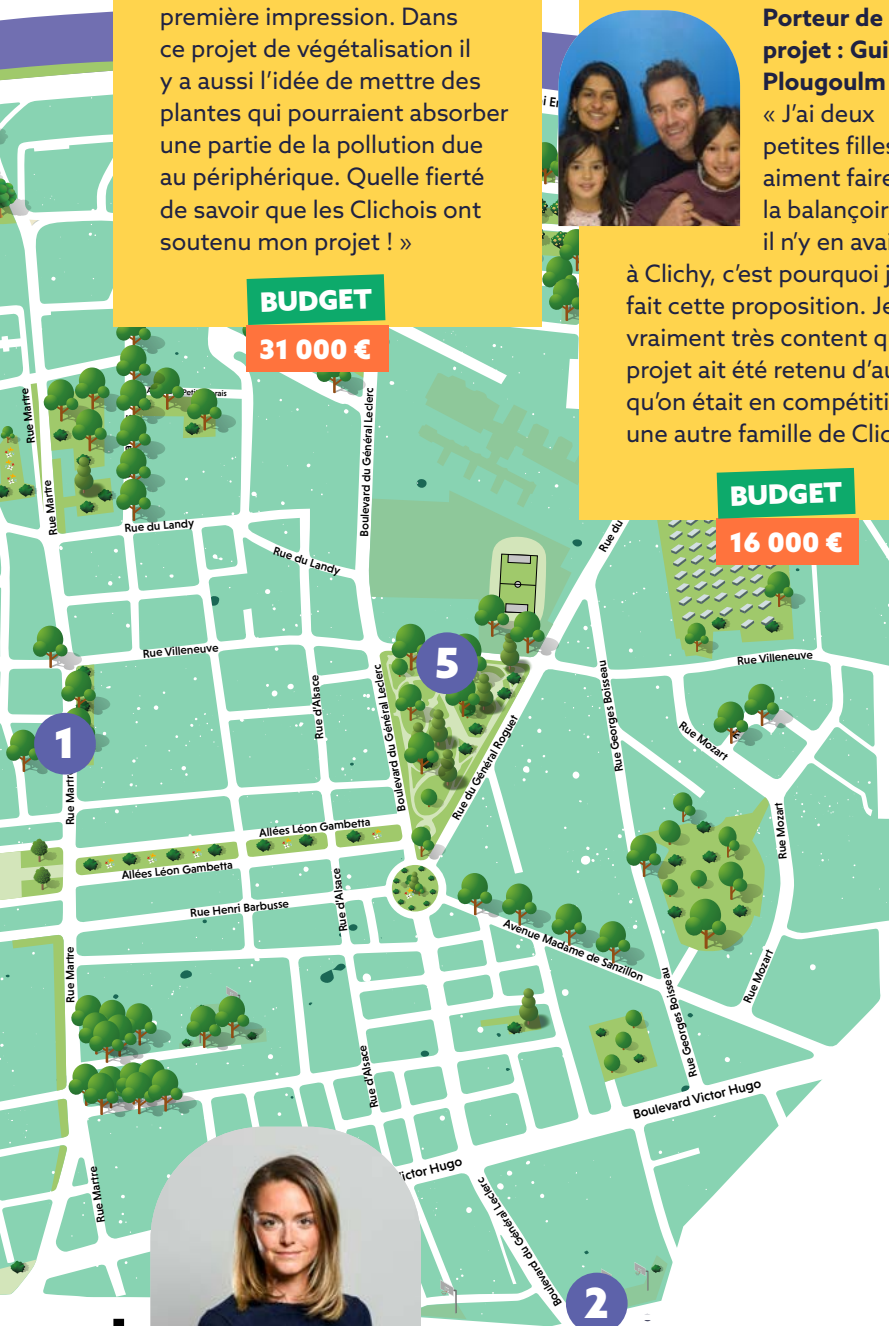 première impression. Dans
ce projet de végétalisation il
y a aussi l'idée de mettre des
plantes qui pourraient absorber
une partie de la pollution due
au périphérique. Quelle fierté
de savoir que les Clichois ont
soutenu mon projet ! »
BUDGET
31 000 €
Porteur de
projet : Gui
Plougoulm
« J'ai deux
petites filles
aiment faire
la balançoir
il n'y en avai
à Clichy, c'est pourquoi j
fait cette proposition. Je
vraiment très content q
projet ait été retenu d'au
qu'on était en compétiti
une autre famille de Clic
BUDGET
16 000 €
Rue Martre
Rue Martre
Boulevard du Général Leclerc
Rue du Landy
Rue du Landy
Rue du
Rue Villeneuve
Rue Villeneuve
5
1
Rue d'Alsace
Boulevard du Général Leclerc
Rue du Général Roguet
Rue Georges Boisseau
Rue Mozart
Rue Mozart
Rue Martre
Allées Léon Gambetta
Allées Léon Gambetta
Rue Henri Barbusse
Rue d'Alsace
Avenue Madame de Sanzillon
Rue Martre
Rue Mozart
Rue Georges Boisseau
Rue d'Alsace
Boulevard Victor Hugo
ictor Hugo
Rue Martre
Boulevard du Général Leclerc
2